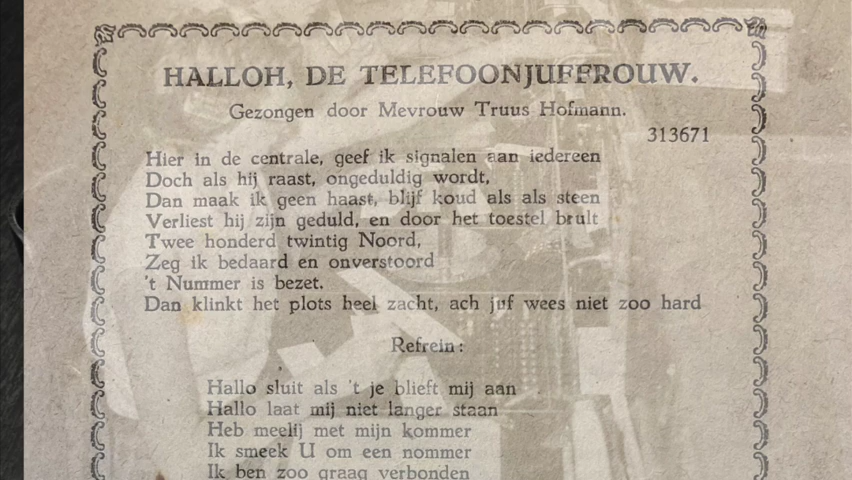 HALLOH, DE TELEFOONJUFFROUW.
Gezongen door Mevrouw Truus Hofmann.
313671
Hier in de centrale, geef ik signalen aan iedereen
Doch als hij raast, ongeduldig wordt,
Dan maak ik geen haast, blijf koud als als steen
Verliest hij zijn geduld, en door het toestel brult
Twee honderd twintig Noord,
Zeg ik bedaard en onverstoord
't Nummer is bezet.
Dan klinkt het plots heel zacht, ach juf wees niet zoo hard
Refrein:
Hallo sluit als 't je blieft mij aan
Hallo laat mij niet langer staan
Heb meelij met mijn kommer
Ik smeek U om een nommer
Ik ben zoo graag verbonden